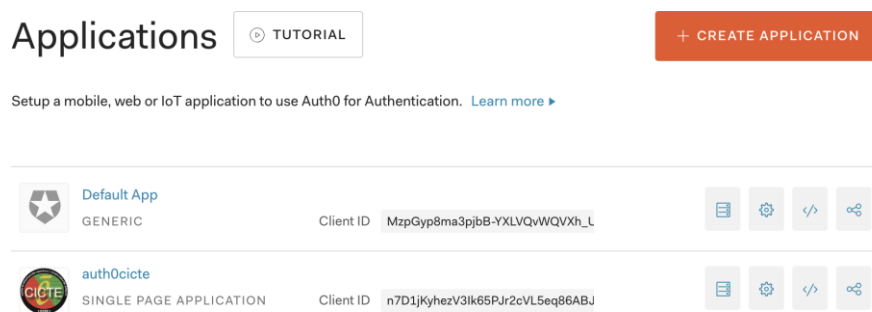 Applications
TUTORIAL
+ CREATE APPLICATION
Setup a mobile, web or IoT application to use Auth0 for Authentication. Learn more
Default App
GENERIC
Client ID MzpGyp8ma3pjbB-YXLVQvWQVXh_U
auth0cicte
CICTE
SINGLE PAGE APPLICATION
Client ID n7D1jKyhezV3Ik65PJr2cVL5eq86ABJ